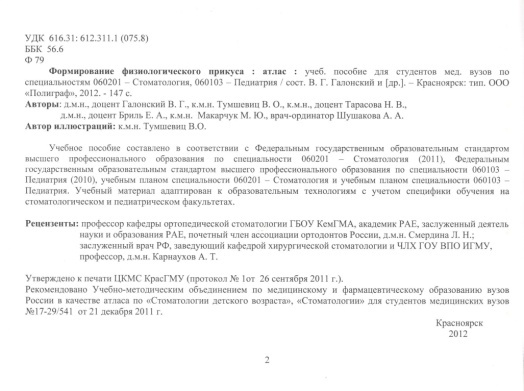 УДК 616.31: 612.311.1 (075.8)
ББК 56.6
Ф 79
Формирование физиологического прикуса : атлас : учеб. пособие для студентов мед. вузов по
специальностям 060201 – Стоматология, 060103 – Педиатрия / сост. В. Г. Галонский и [др.]. – Красноярск: тип. ООО
«Полиграф», 2012. - 147 с.
Авторы: д.м.н., доцент Галонский В. Г., к.м.н. Тумшевиц В. О., к.м.н., доцент Тарасова Н. В.,
д.м.н., доцент Бриль Е. А., к.м.н. Макарчук М. Ю., врач-ординатор Шушакова А. А.
Автор иллюстраций: к.м.н. Тумшевиц В.О.
Учебное пособие составлено в соответствии с Федеральным государственным образовательным стандартом
высшего профессионального образования по специальности 060201 – Стоматология (2011), Федеральным
государственным образовательным стандартом высшего профессионального образования по специальности 060103 –
Педиатрия (2010), учебным планом специальности 060201 – Стоматология и учебным планом специальности 060103 –
Педиатрия. Учебный материал адаптирован к образовательным технологиям с учетом специфики обучения на
стоматологическом и педиатрическом факультетах.
Рецензенты: профессор кафедры ортопедической стоматологии ГБОУ КемГМА, академик РАЕ, заслуженный деятель
науки и образования РАЕ, почетный член ассоциации ортодонтов России, д.м.н. Смердина Л. Н.;
заслуженный врач РФ, заведующий кафедрой хирургической стоматологии и ЧЛХ ГОУ ВПО ИГМУ,
профессор, д.м.н. Карнаухов А. Т.
Утверждено к печати ЦКМС КрасГМУ (протокол № 1от 26 сентября 2011 г.).
Рекомендовано Учебно-методическим объединением по медицинскому и фармацевтическому образованию вузов
России в качестве атласа по «Стоматологии детского возраста», «Стоматологии» для студентов медицинских вузов
№17-29/541 от 21 декабря 2011 г.
Красноярск
2012
2